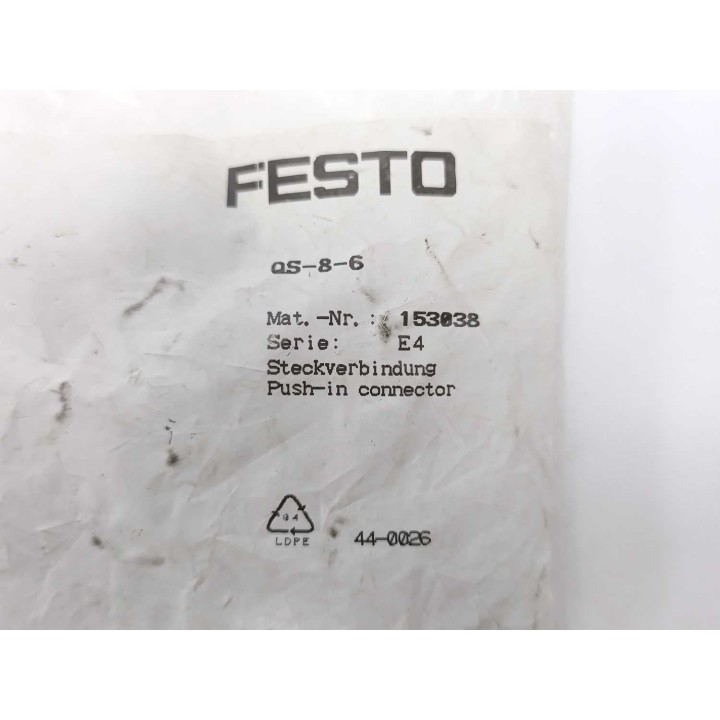 FESTO
QS-8-6
Mat.-Nr.: 153038
Serie: E4
Steckverbindung
Push-in connector
04
LDPE
44-0026